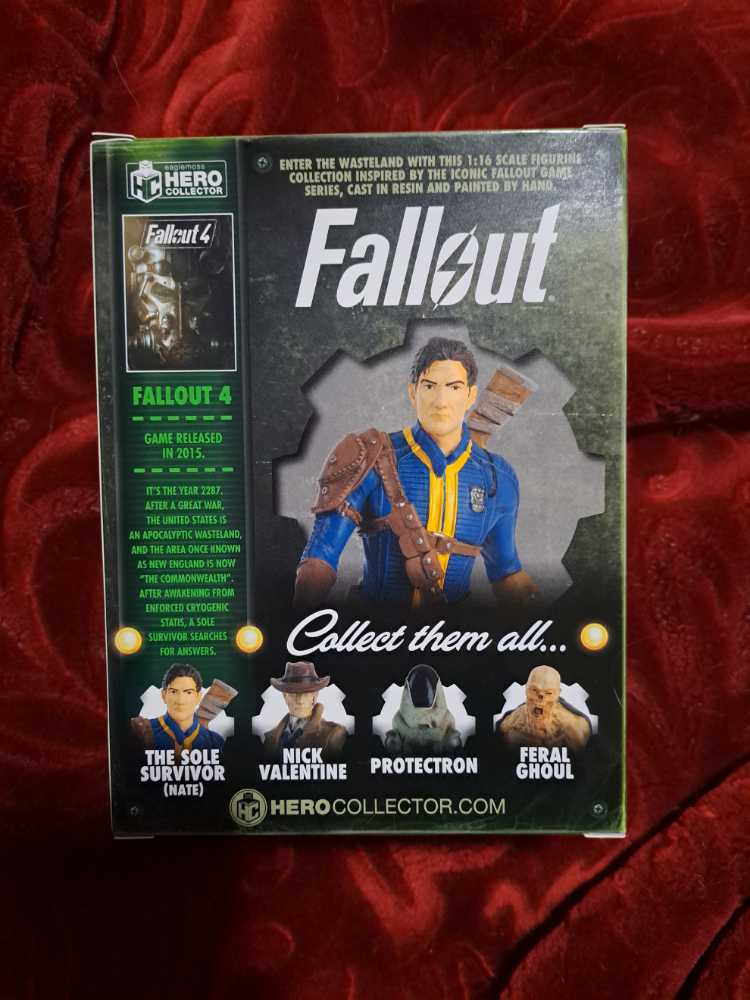 eaglemoss
HC HERO
COLLECTOR
ENTER THE WASTELAND WITH THIS 1:16 SCALE FIGURINE
COLLECTION INSPIRED BY THE ICONIC FALLOUT GAME
SERIES, CAST IN RESIN AND PAINTED BY HAND.
Fallout
Fallout 4
FALLOUT 4
GAME RELEASED
IN 2015.
IT'S THE YEAR 2287.
AFTER A GREAT WAR,
THE UNITED STATES IS
AN APOCALYPTIC WASTELAND,
AND THE AREA ONCE KNOWN
AS NEW ENGLAND IS NOW
"THE COMMONWEALTH".
AFTER AWAKENING FROM
ENFORCED CRYOGENIC
STATIS, A SOLE
SURVIVOR SEARCHES
FOR ANSWERS.
Collect them all...
THE SOLE
SURVIVOR
(NATE)
NICK
VALENTINE
PROTECTRON
FERAL
GHOUL
HC HEROCOLLECTOR.COM